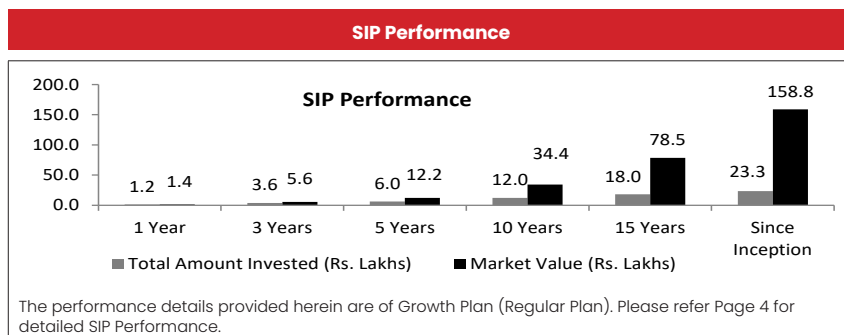 SIP Performance
SIP Performance
200.0
150.0
100.0
50.0
0.0
1.2 1.4 3.6 5.6 6.0 12.2 12.0 34.4 18.0 78.5 23.3 158.8
1 Year 3 Years 5 Years 10 Years 15 Years Since
Inception
Total Amount Invested (Rs. Lakhs) Market Value (Rs. Lakhs)
The performance details provided herein are of Growth Plan (Regular Plan). Please refer Page 4 for
detailed SIP Performance.